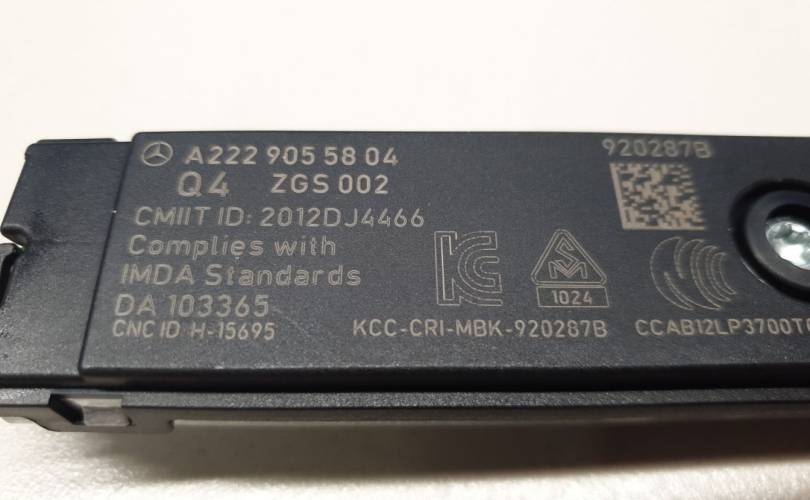 A222 905 58 04
Q4 ZGS 002
CMIIT ID: 2012DJ4466
Complies with
IMDA Standards
DA 103365
CNC ID H-15695
KCC-CRI-MBK-920287B
1024
920287B
CCAB12LP3700T